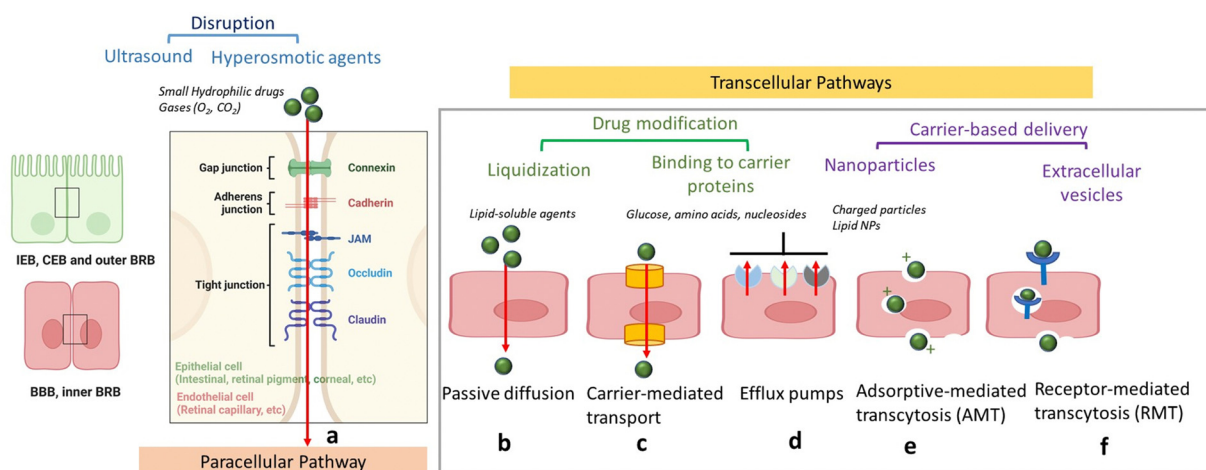 Disruption
Ultrasound
Hyperosmotic agents
Small Hydrophilic drugs
Gases (O₂, CO₂)
Gap junction
Connexin
Adherens
junction
Cadherin
JAM
Tight junction
Occludin
Claudin
IEB, CEB and outer BRB
BBB, inner BRB
Epithelial cell
(Intestinal, retinal pigment, corneal, etc)
Endothelial cell
(Retinal capillary, etc)
a
Paracellular Pathway
Transcellular Pathways
Drug modification
Carrier-based delivery
Liquidization
Binding to carrier
proteins
Nanoparticles
Extracellular
vesicles
Lipid-soluble agents
Glucose, amino acids, nucleosides
Charged particles
Lipid NPs
+
+
+
Passive diffusion
Carrier-mediated
transport
Efflux pumps
Adsorptive-mediated
transcytosis (AMT)
Receptor-mediated
transcytosis (RMT)
b
c
d
e
f